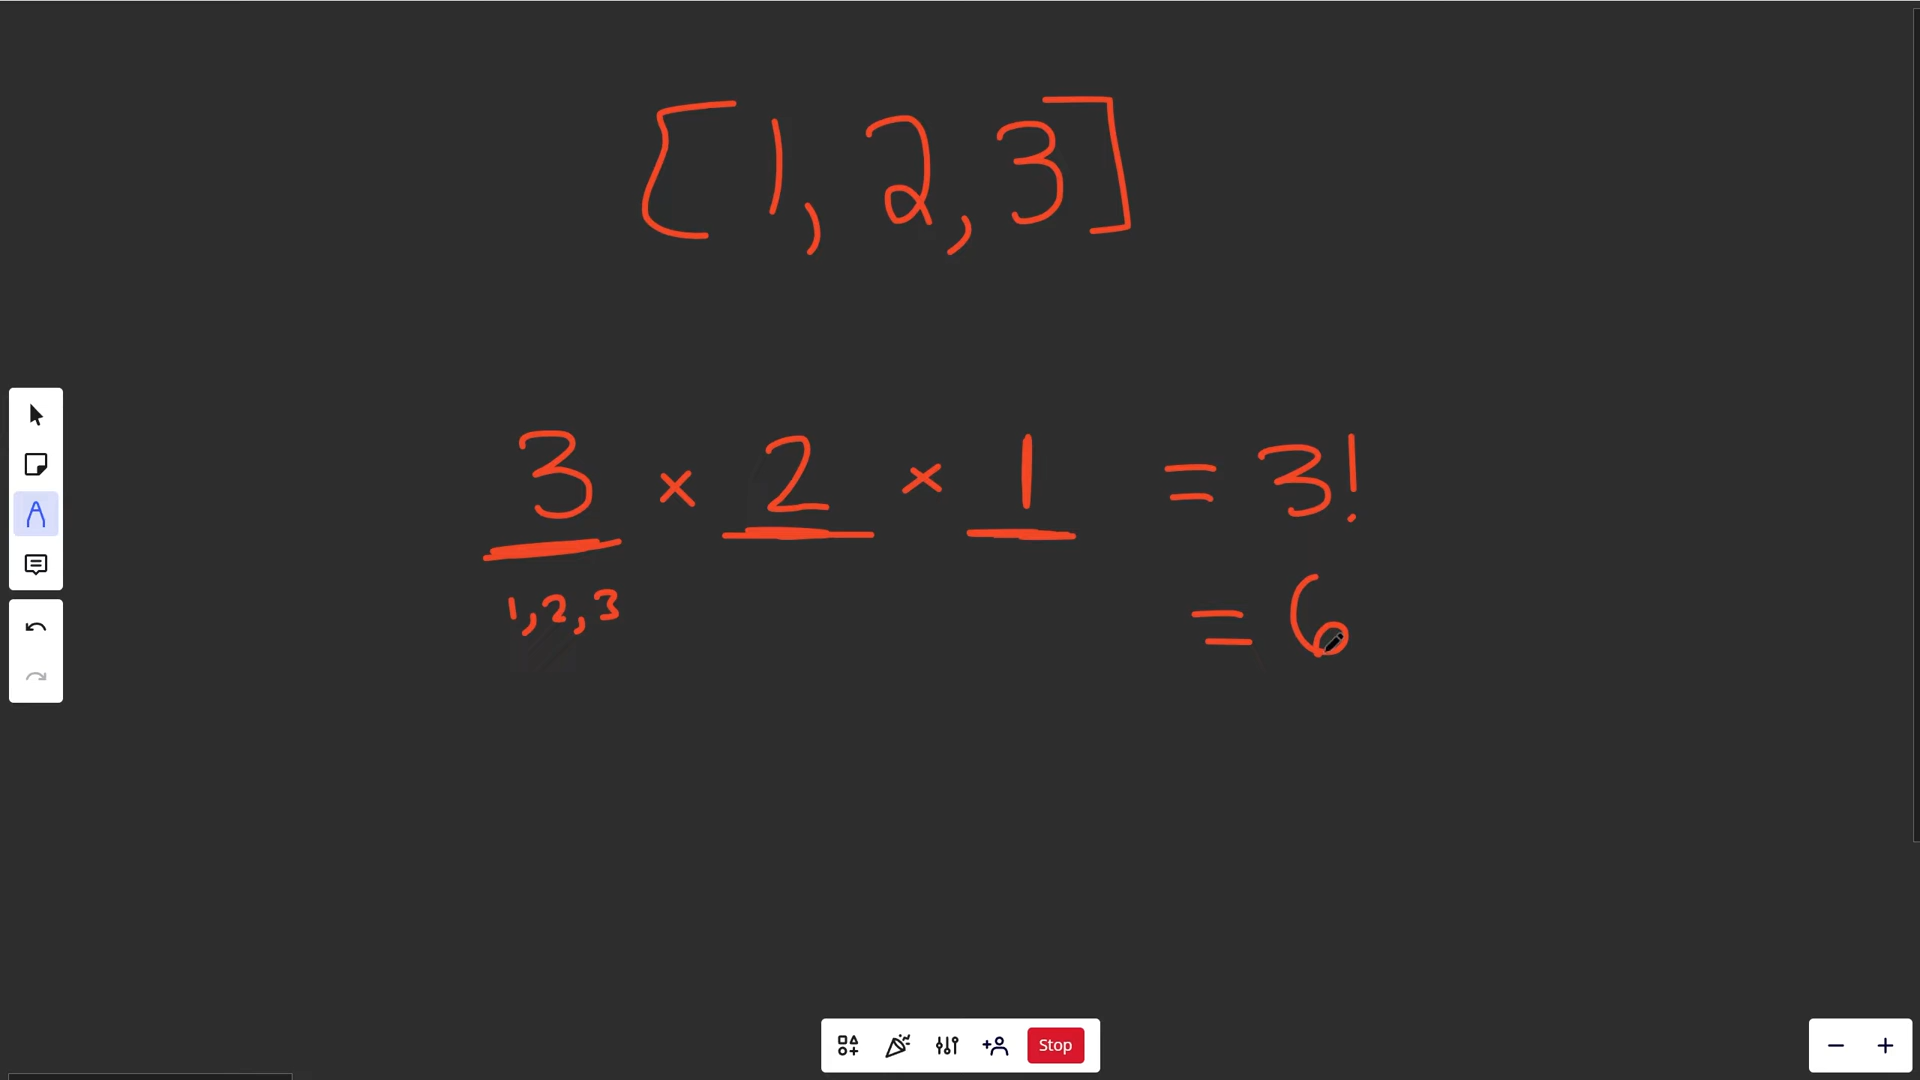 [1, 2, 3]
3 × 2 × 1 = 3!
1, 2, 3
= 6
Stop